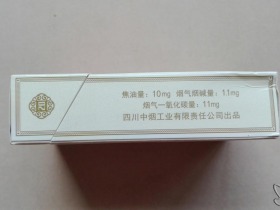 焦油量：10mg 烟气烟碱量：1.1mg
烟气一氧化碳量：11mg
四川中烟工业有限责任公司出品